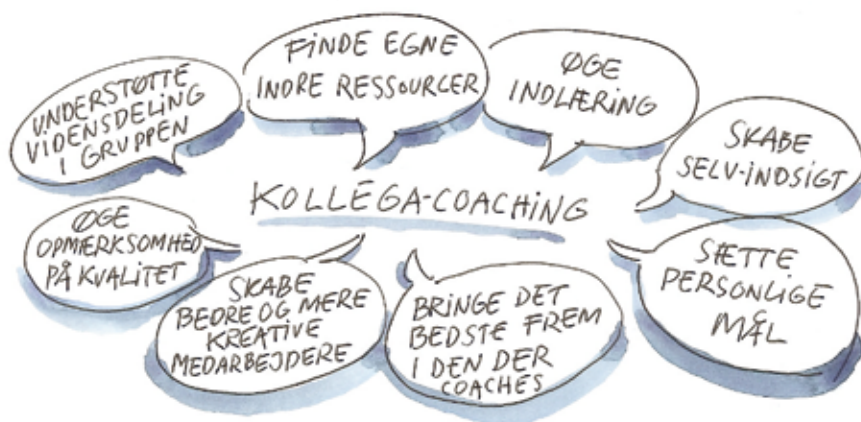 UNDERSTØTTE
VIDENSDELING
I GRUPPEN
FINDE EGNE
INDRE RESSOURCER
ØGE
INDLÆRING
SKABE
SELV-INDSIGT
KOLLEGA-COACHING
ØGE
OPMÆRKSOMHED
PÅ KVALITET
SKABE
BEDRE OG MERE
KREATIVE
MEDARBEJDERE
BRINGE DET
BEDSTE FREM
I DEN DER
COACHES
SÆTTE
PERSONLIGE
MÅL